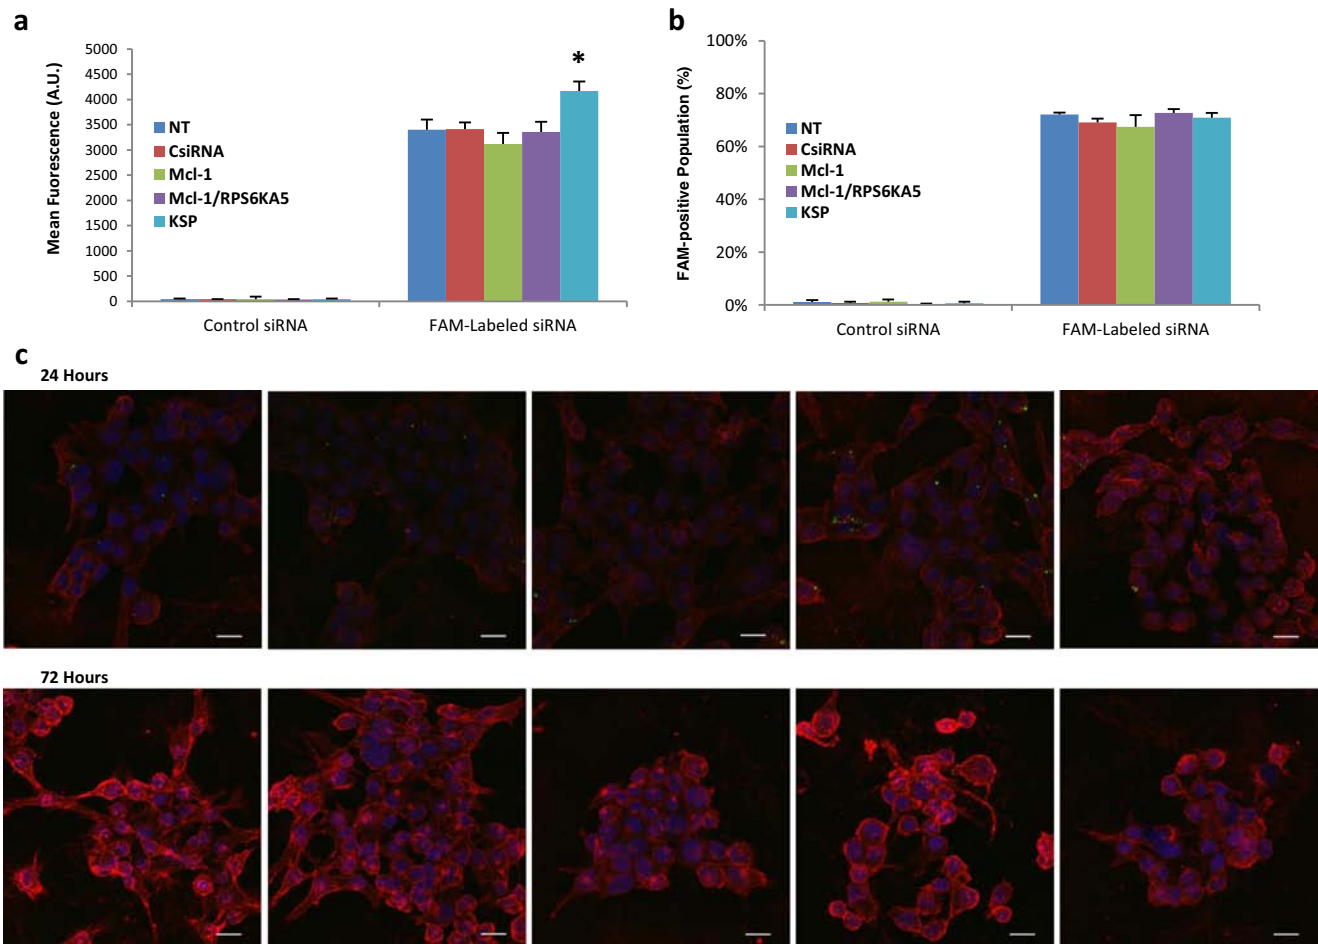 a
Mean Fuorescence (A.U.)
5000
4500
4000
3500
3000
2500
2000
1500
1000
500
0
NT
CsiRNA
Mcl-1
Mcl-1/RPS6KA5
KSP
*
Control siRNA
FAM-Labeled siRNA
b
FAM-positive Population (%)
100%
80%
60%
40%
20%
0%
NT
CsiRNA
Mcl-1
Mcl-1/RPS6KA5
KSP
Control siRNA
FAM-Labeled siRNA
c
24 Hours
72 Hours